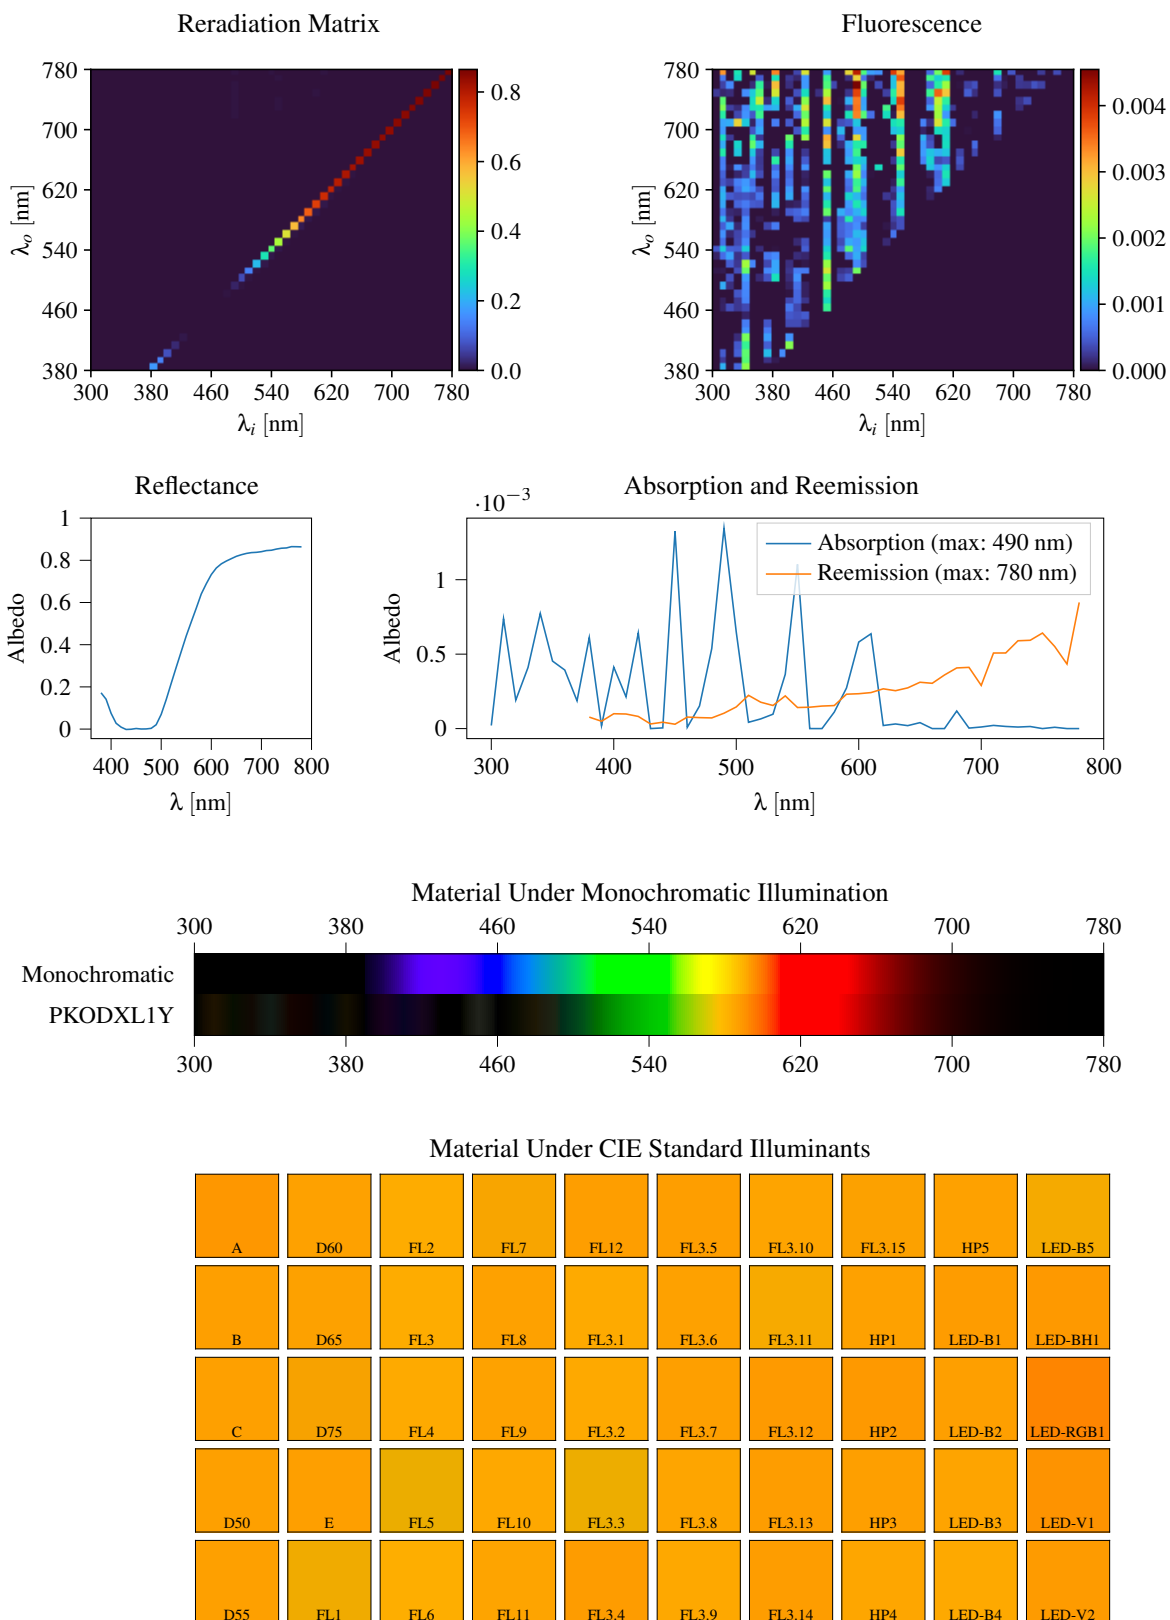 Reradiation Matrix
Fluorescence
780
700
620
540
460
380
λo [nm]
300 380 460 540 620 700 780
λi [nm]
0.8
0.6
0.4
0.2
0.0
780
700
620
540
460
380
λo [nm]
300 380 460 540 620 700 780
λi [nm]
0.004
0.003
0.002
0.001
0.000
Reflectance
1
0.8
0.6
0.4
0.2
0
Albedo
400 500 600 700 800
λ [nm]
Absorption and Reemission
·10−3
1
0.5
0
Albedo
Absorption (max: 490 nm)
Reemission (max: 780 nm)
300 400 500 600 700 800
λ [nm]
Material Under Monochromatic Illumination
300 380 460 540 620 700 780
Monochromatic
PKODXL1Y
300 380 460 540 620 700 780
Material Under CIE Standard Illuminants
A D60 FL2 FL7 FL12 FL3.5 FL3.10 FL3.15 HP5 LED-B5
B D65 FL3 FL8 FL3.1 FL3.6 FL3.11 HP1 LED-B1 LED-BH1
C D75 FL4 FL9 FL3.2 FL3.7 FL3.12 HP2 LED-B2 LED-RGB1
D50 E FL5 FL10 FL3.3 FL3.8 FL3.13 HP3 LED-B3 LED-V1
D55 FL1 FL6 FL11 FL3.4 FL3.9 FL3.14 HP4 LED-B4 LED-V2